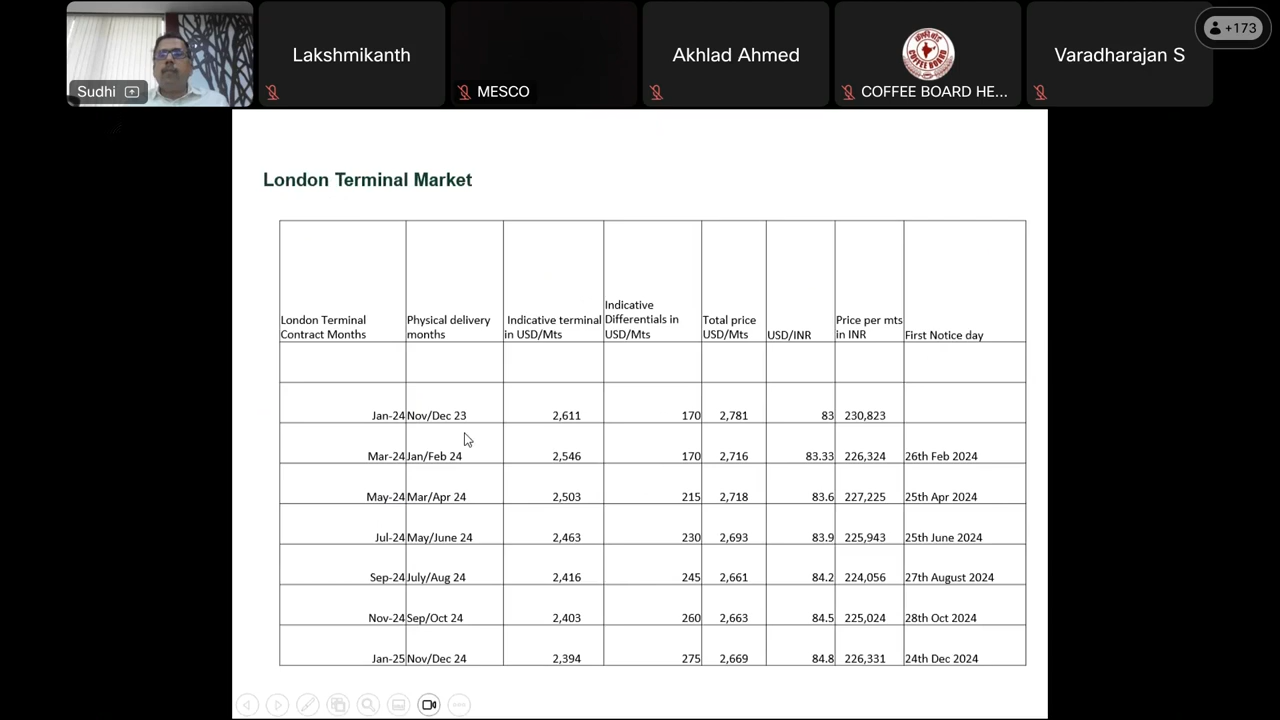 Sudhi
Lakshmikanth
MESCO
Akhlad Ahmed
COFFEE BOARD
COFFEE BOARD HE...
Varadharajan S
+173
London Terminal Market
London Terminal Contract Months
Physical delivery months
Indicative terminal in USD/Mts
Indicative Differentials in USD/Mts
Total price USD/Mts
USD/INR
Price per mts in INR
First Notice day
Jan-24 Nov/Dec 23 2,611 170 2,781 83 230,823
Mar-24 Jan/Feb 24 2,546 170 2,716 83.33 226,324 26th Feb 2024
May-24 Mar/Apr 24 2,503 215 2,718 83.6 227,225 25th Apr 2024
Jul-24 May/June 24 2,463 230 2,693 83.9 225,943 25th June 2024
Sep-24 July/Aug 24 2,416 245 2,661 84.2 224,056 27th August 2024
Nov-24 Sep/Oct 24 2,403 260 2,663 84.5 225,024 28th Oct 2024
Jan-25 Nov/Dec 24 2,394 275 2,669 84.8 226,331 24th Dec 2024